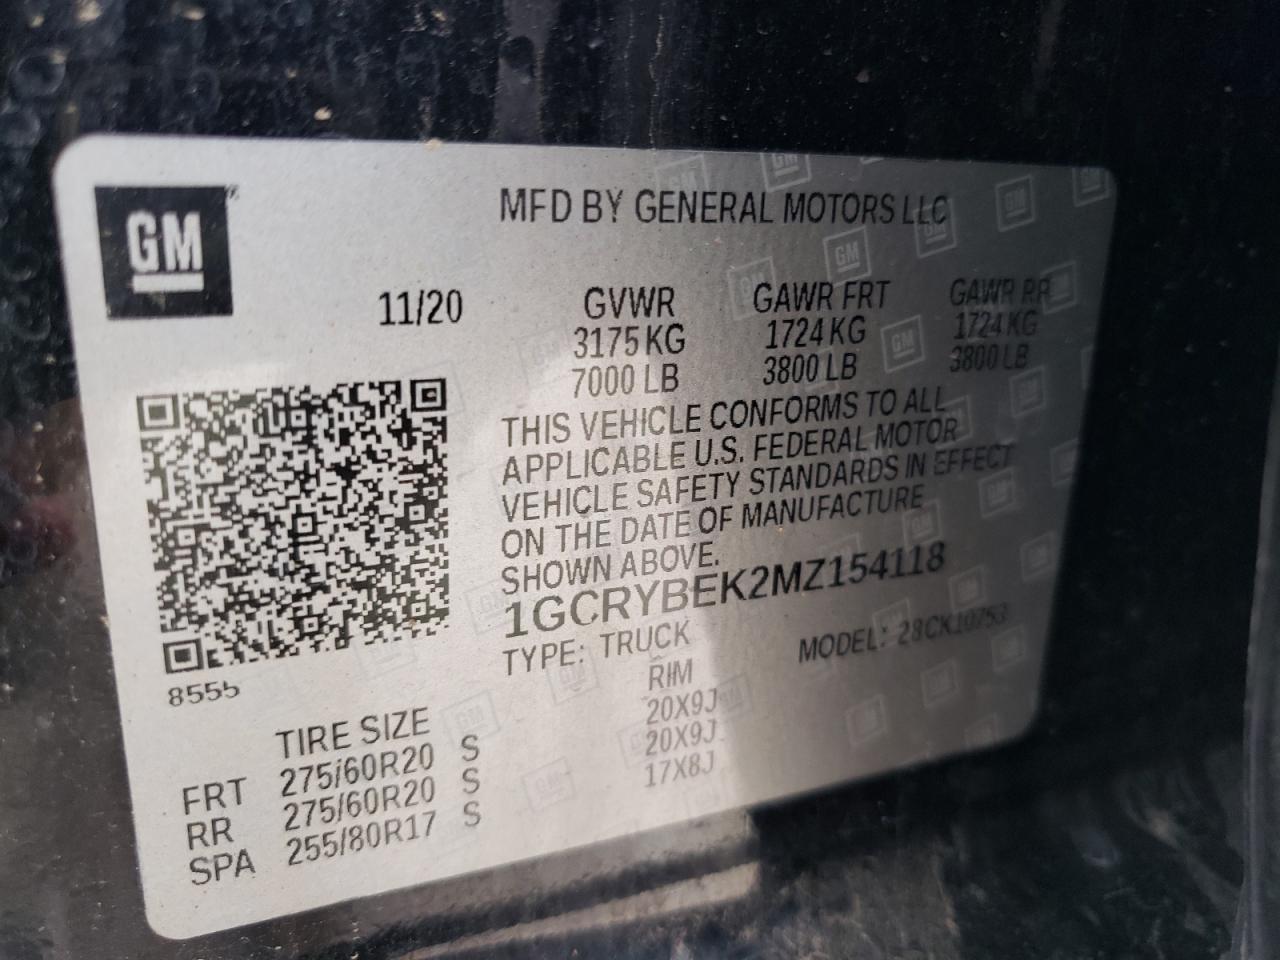 GM
MFD BY GENERAL MOTORS LLC
11/20
GVWR GAWR FRT GAWR RR
3175 KG 1724 KG 1724 KG
7000 LB 3800 LB 3800 LB
THIS VEHICLE CONFORMS TO ALL
APPLICABLE U.S. FEDERAL MOTOR
VEHICLE SAFETY STANDARDS IN EFFECT
ON THE DATE OF MANUFACTURE
SHOWN ABOVE.
1GCRYBEK2MZ154118
TYPE: TRUCK MODEL: 28CK10753
8555
TIRE SIZE RIM
FRT 275/60R20 S 20X9J
RR 275/60R20 S 20X9J
SPA 255/80R17 S 17X8J